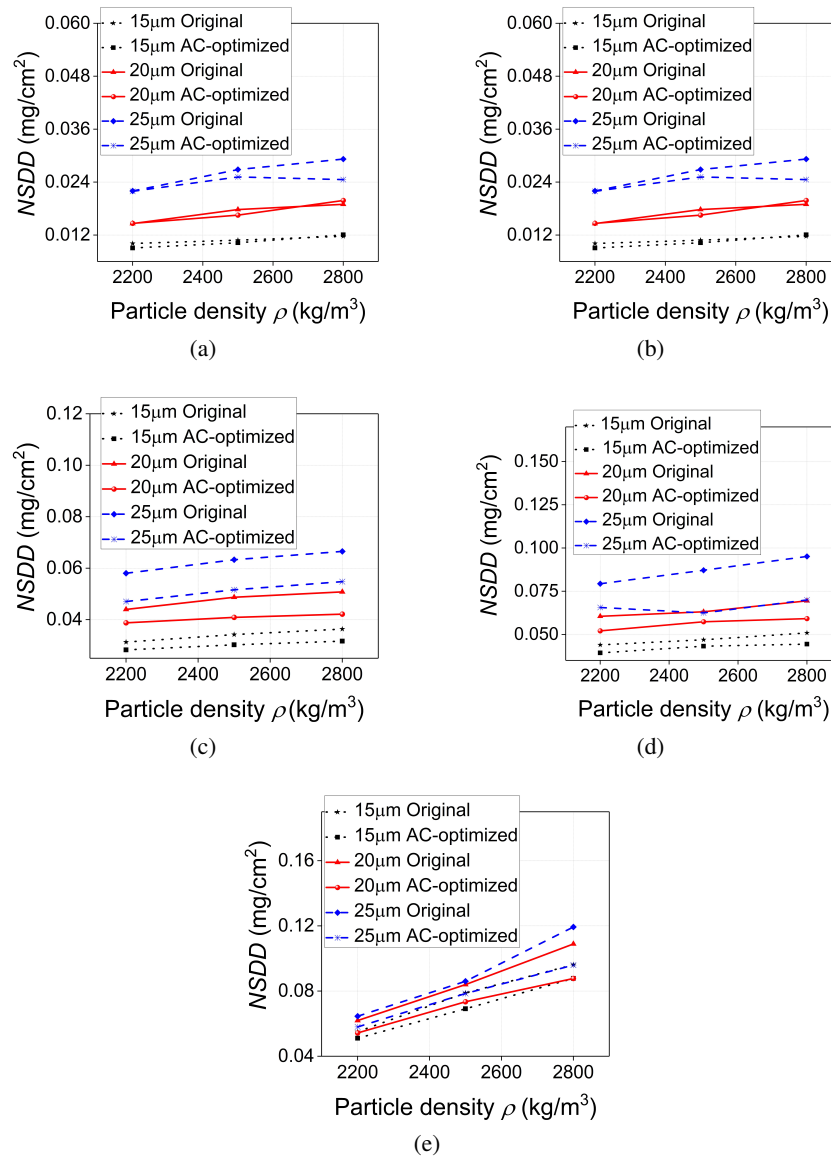 0.060
0.048
0.036
0.024
0.012
NSDD (mg/cm²)
15μm Original
15μm AC-optimized
20μm Original
20μm AC-optimized
25μm Original
25μm AC-optimized
2200 2400 2600 2800
Particle density ρ (kg/m³)
(a)
0.060
0.048
0.036
0.024
0.012
NSDD (mg/cm²)
15μm Original
15μm AC-optimized
20μm Original
20μm AC-optimized
25μm Original
25μm AC-optimized
2200 2400 2600 2800
Particle density ρ (kg/m³)
(b)
0.12
0.10
0.08
0.06
0.04
NSDD (mg/cm²)
15μm Original
15μm AC-optimized
20μm Original
20μm AC-optimized
25μm Original
25μm AC-optimized
2200 2400 2600 2800
Particle density ρ (kg/m³)
(c)
0.150
0.125
0.100
0.075
0.050
NSDD (mg/cm²)
15μm Original
15μm AC-optimized
20μm Original
20μm AC-optimized
25μm Original
25μm AC-optimized
2200 2400 2600 2800
Particle density ρ (kg/m³)
(d)
0.16
0.12
0.08
0.04
NSDD (mg/cm²)
15μm Original
15μm AC-optimized
20μm Original
20μm AC-optimized
25μm Original
25μm AC-optimized
2200 2400 2600 2800
Particle density ρ (kg/m³)
(e)